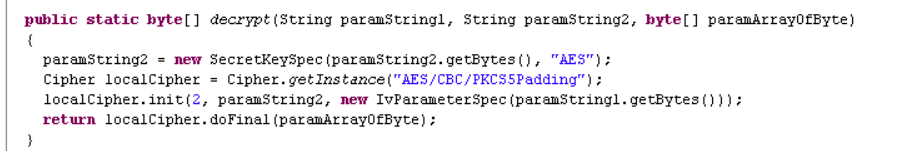 public static byte[] decrypt(String paramString1, String paramString2, byte[] paramArrayOfByte)
{
paramString2 = new SecretKeySpec(paramString2.getBytes(), "AES");
Cipher localCipher = Cipher.getInstance("AES/CBC/PKCS5Padding");
localCipher.init(2, paramString2, new IvParameterSpec(paramString1.getBytes()));
return localCipher.doFinal(paramArrayOfByte);
}